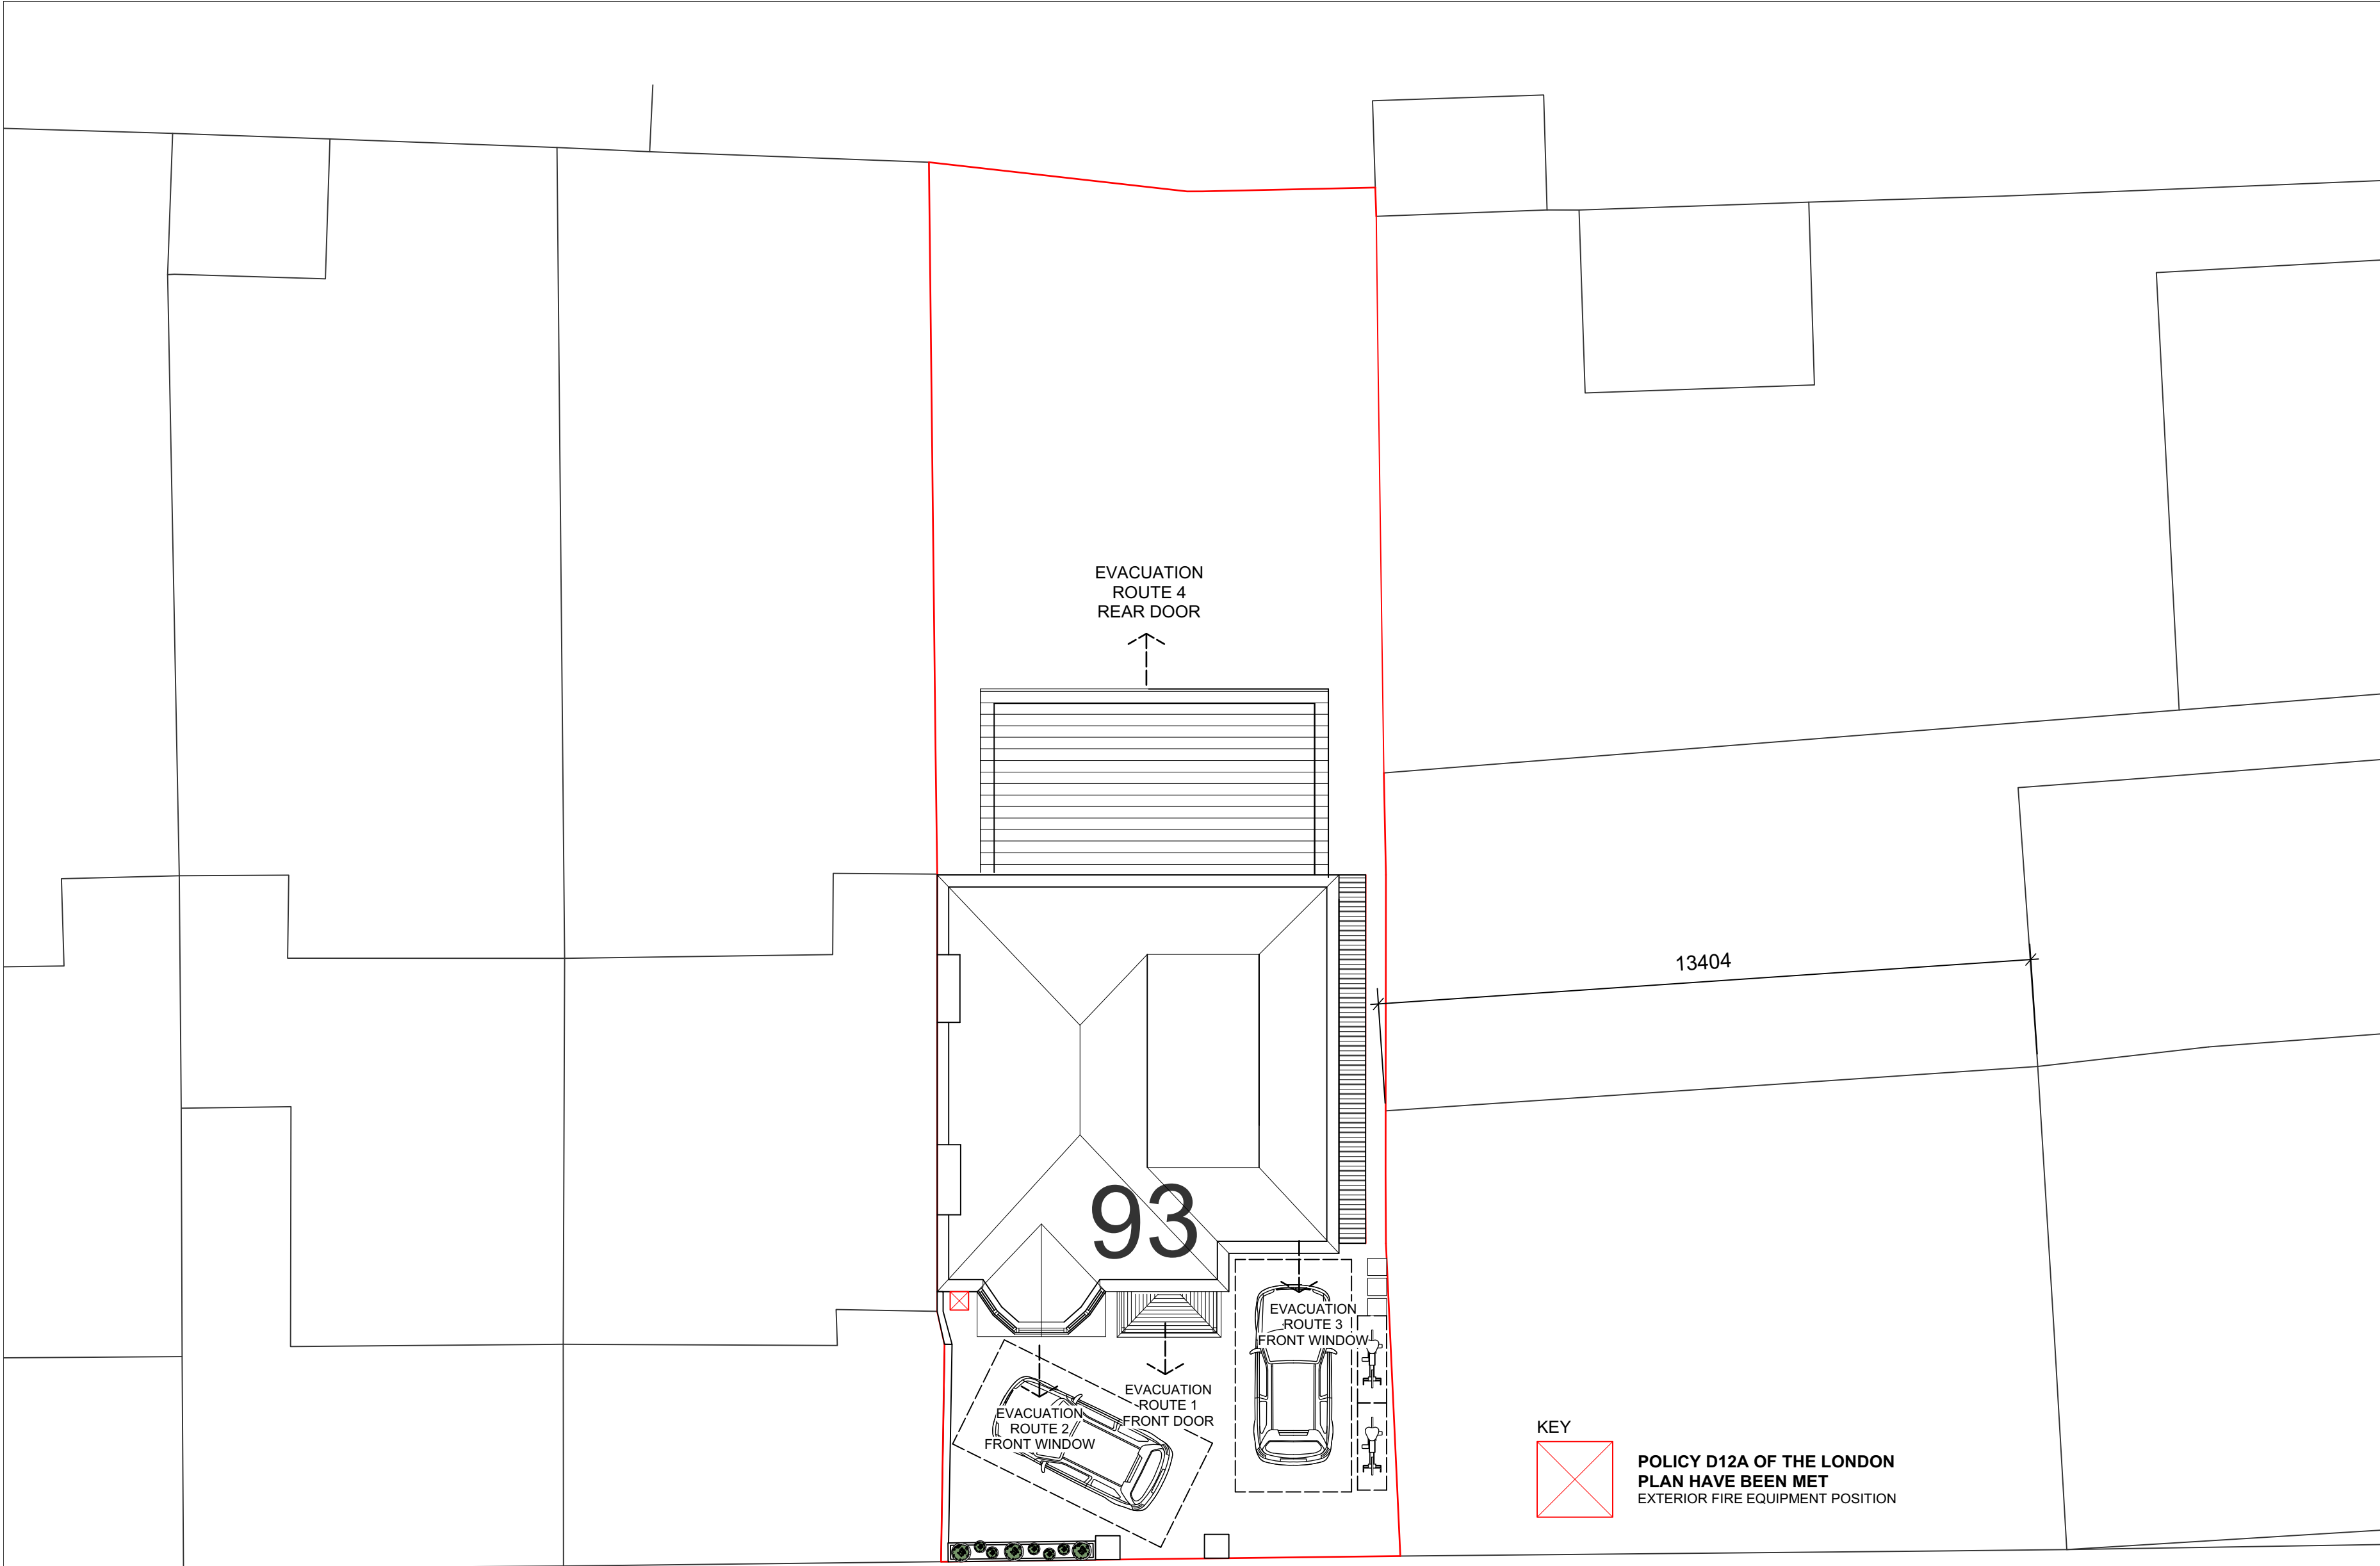 EVACUATION
ROUTE 4
REAR DOOR
13404
93
EVACUATION
ROUTE 3
FRONT WINDOW
EVACUATION
ROUTE 1
FRONT DOOR
EVACUATION
ROUTE 2
FRONT WINDOW
KEY
POLICY D12A OF THE LONDON
PLAN HAVE BEEN MET
EXTERIOR FIRE EQUIPMENT POSITION